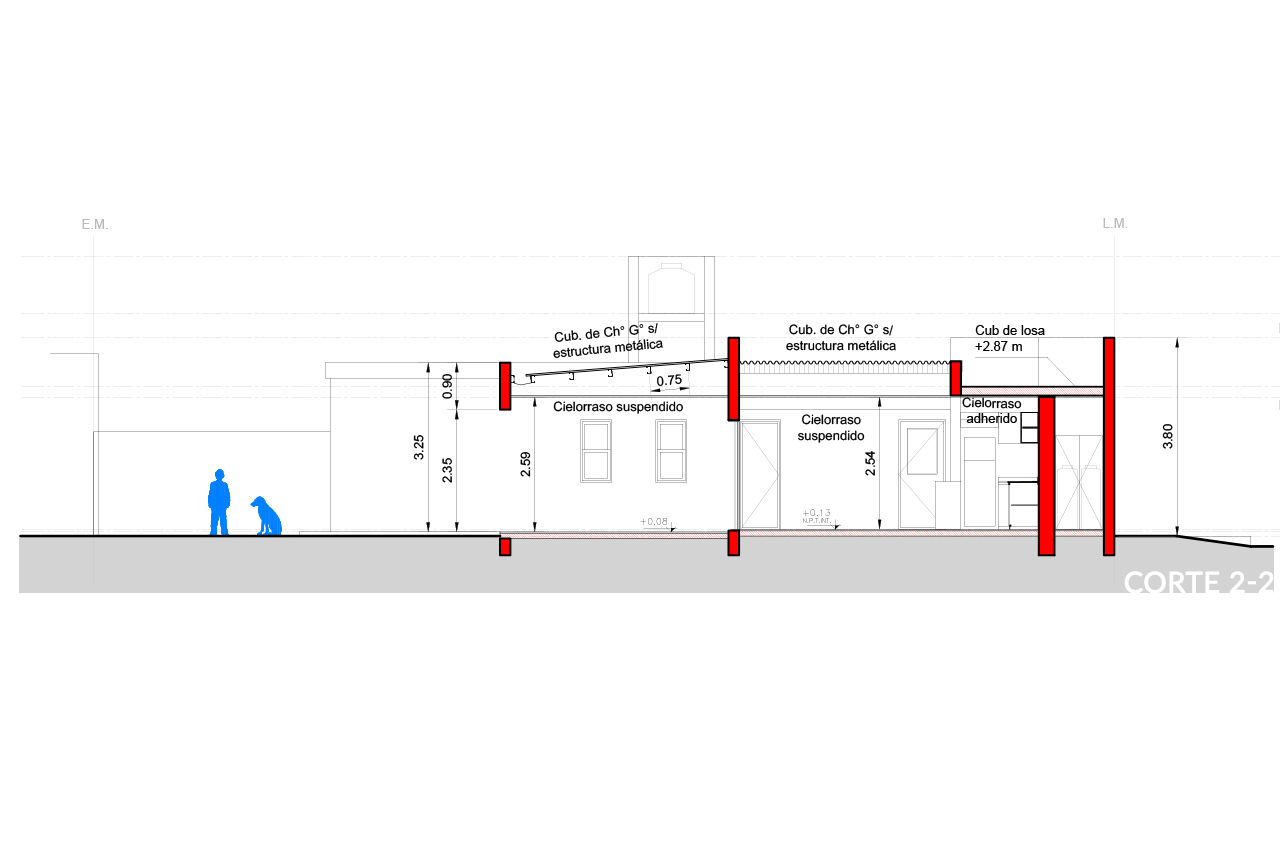 E.M.
L.M.
Cub. de Ch° G° s/
estructura metálica
Cub. de Ch° G° s/
estructura metálica
Cub de losa
+2.87 m
0.75
0.90
Cielorraso suspendido
Cielorraso
suspendido
Cielorraso
adherido
3.25
2.35
2.59
2.54
3.80
+0.08
+0.13
N.P.T.INT.
CORTE 2-2